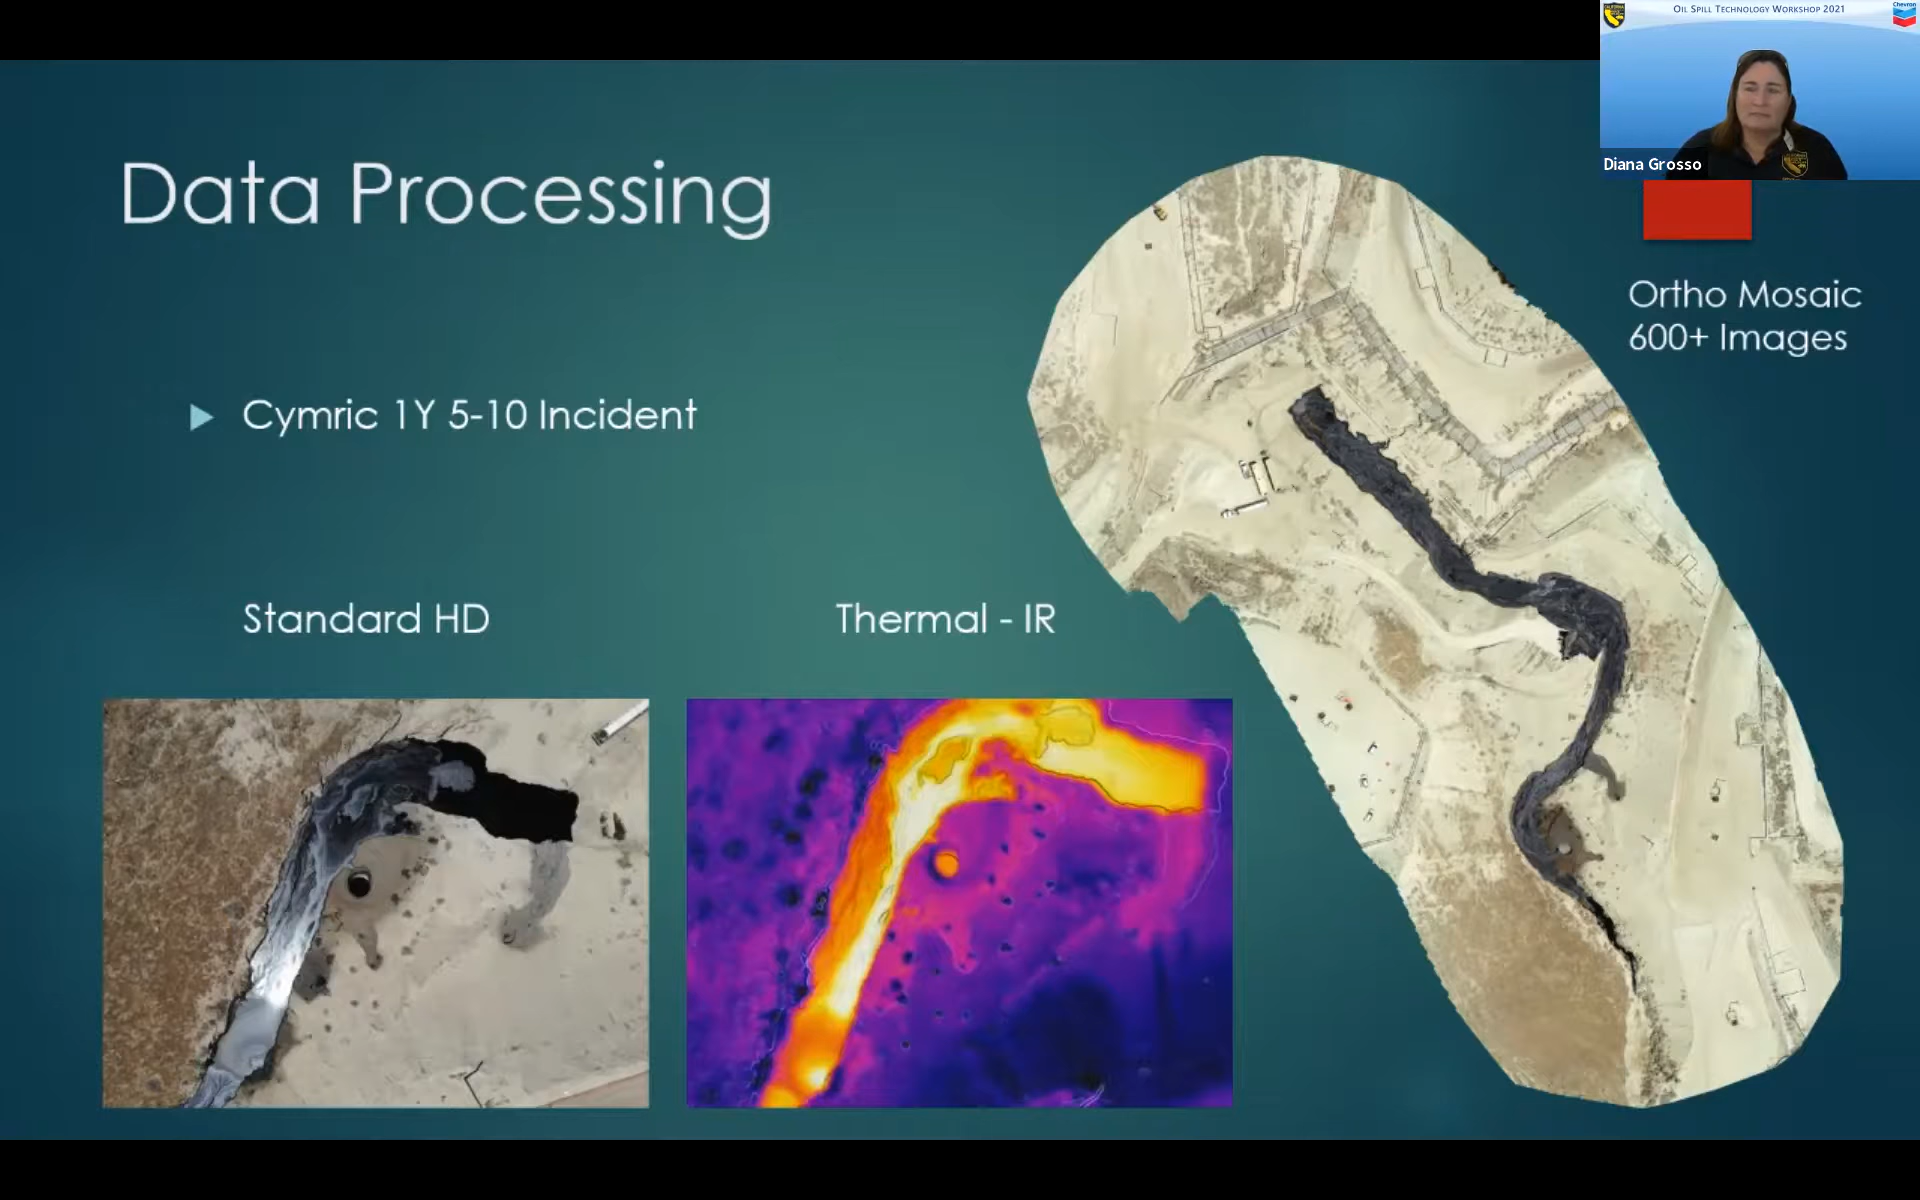 OIL SPILL TECHNOLOGY WORKSHOP 2021
Chevron
Diana Grosso
Data Processing
Ortho Mosaic
600+ Images
Cymric 1Y 5-10 Incident
Standard HD
Thermal - IR